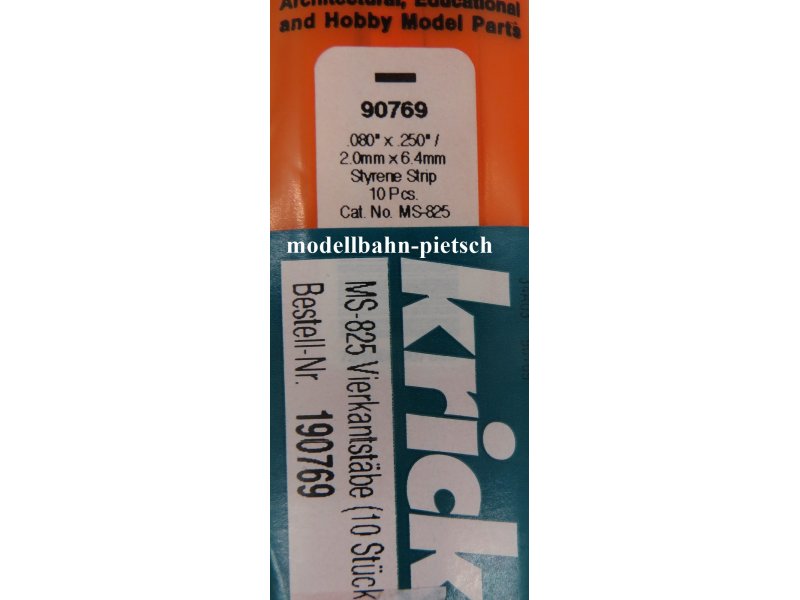 Architectural, Educational
and Hobby Model Parts
90769
.080" x .250" /
2.0mm x 6.4mm
Styrene Strip
10 Pcs.
Cat. No. MS-825
modellbahn-pietsch
krick
MS-825 Vierkantstäbe (10 Stück
Bestell-Nr. 190769